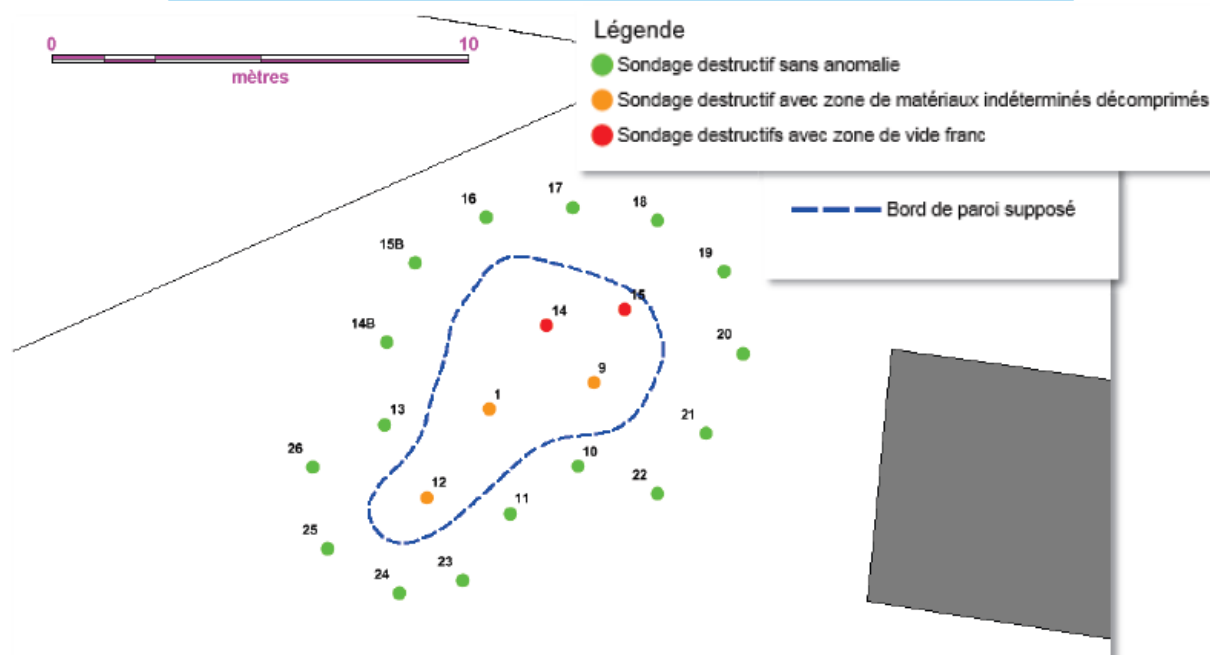 0 10
mètres
Légende
Sondage destructif sans anomalie
Sondage destructif avec zone de matériaux indéterminés décomprimés
Sondage destructifs avec zone de vide franc
Bord de paroi supposé
17
16
18
15B
19
15
14
14B
20
9
1
13
21
10
26
22
12
11
25
23
24